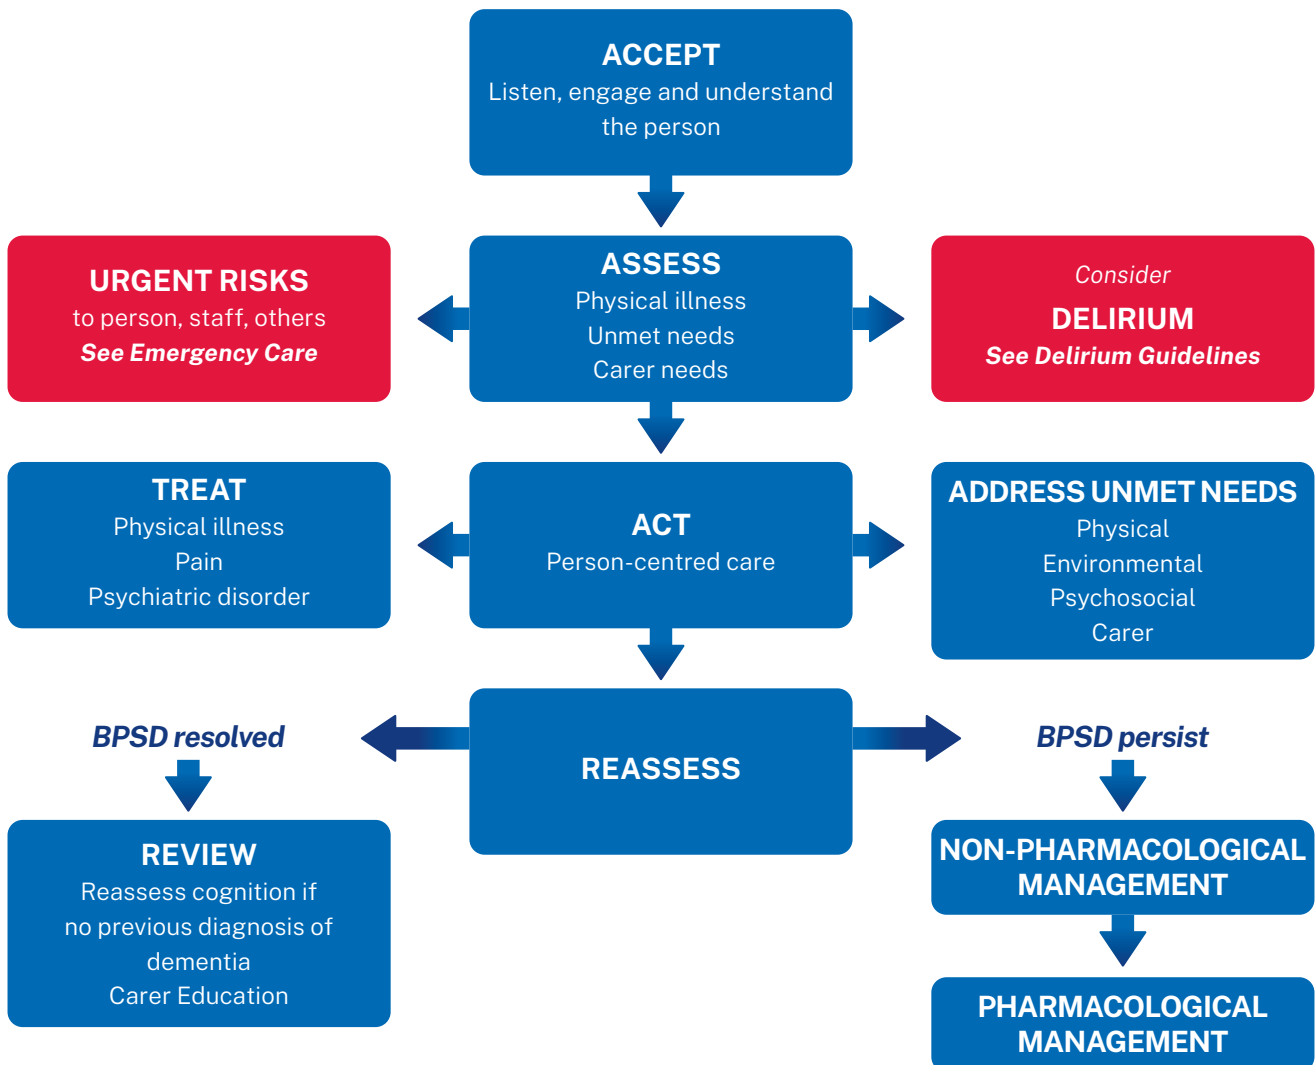 ACCEPT
Listen, engage and understand
the person
URGENT RISKS
to person, staff, others
See Emergency Care
ASSESS
Physical illness
Unmet needs
Carer needs
Consider
DELIRIUM
See Delirium Guidelines
TREAT
Physical illness
Pain
Psychiatric disorder
ACT
Person-centred care
ADDRESS UNMET NEEDS
Physical
Environmental
Psychosocial
Carer
BPSD resolved
REASSESS
BPSD persist
REVIEW
Reassess cognition if
no previous diagnosis of
dementia
Carer Education
NON-PHARMACOLOGICAL
MANAGEMENT
PHARMACOLOGICAL
MANAGEMENT